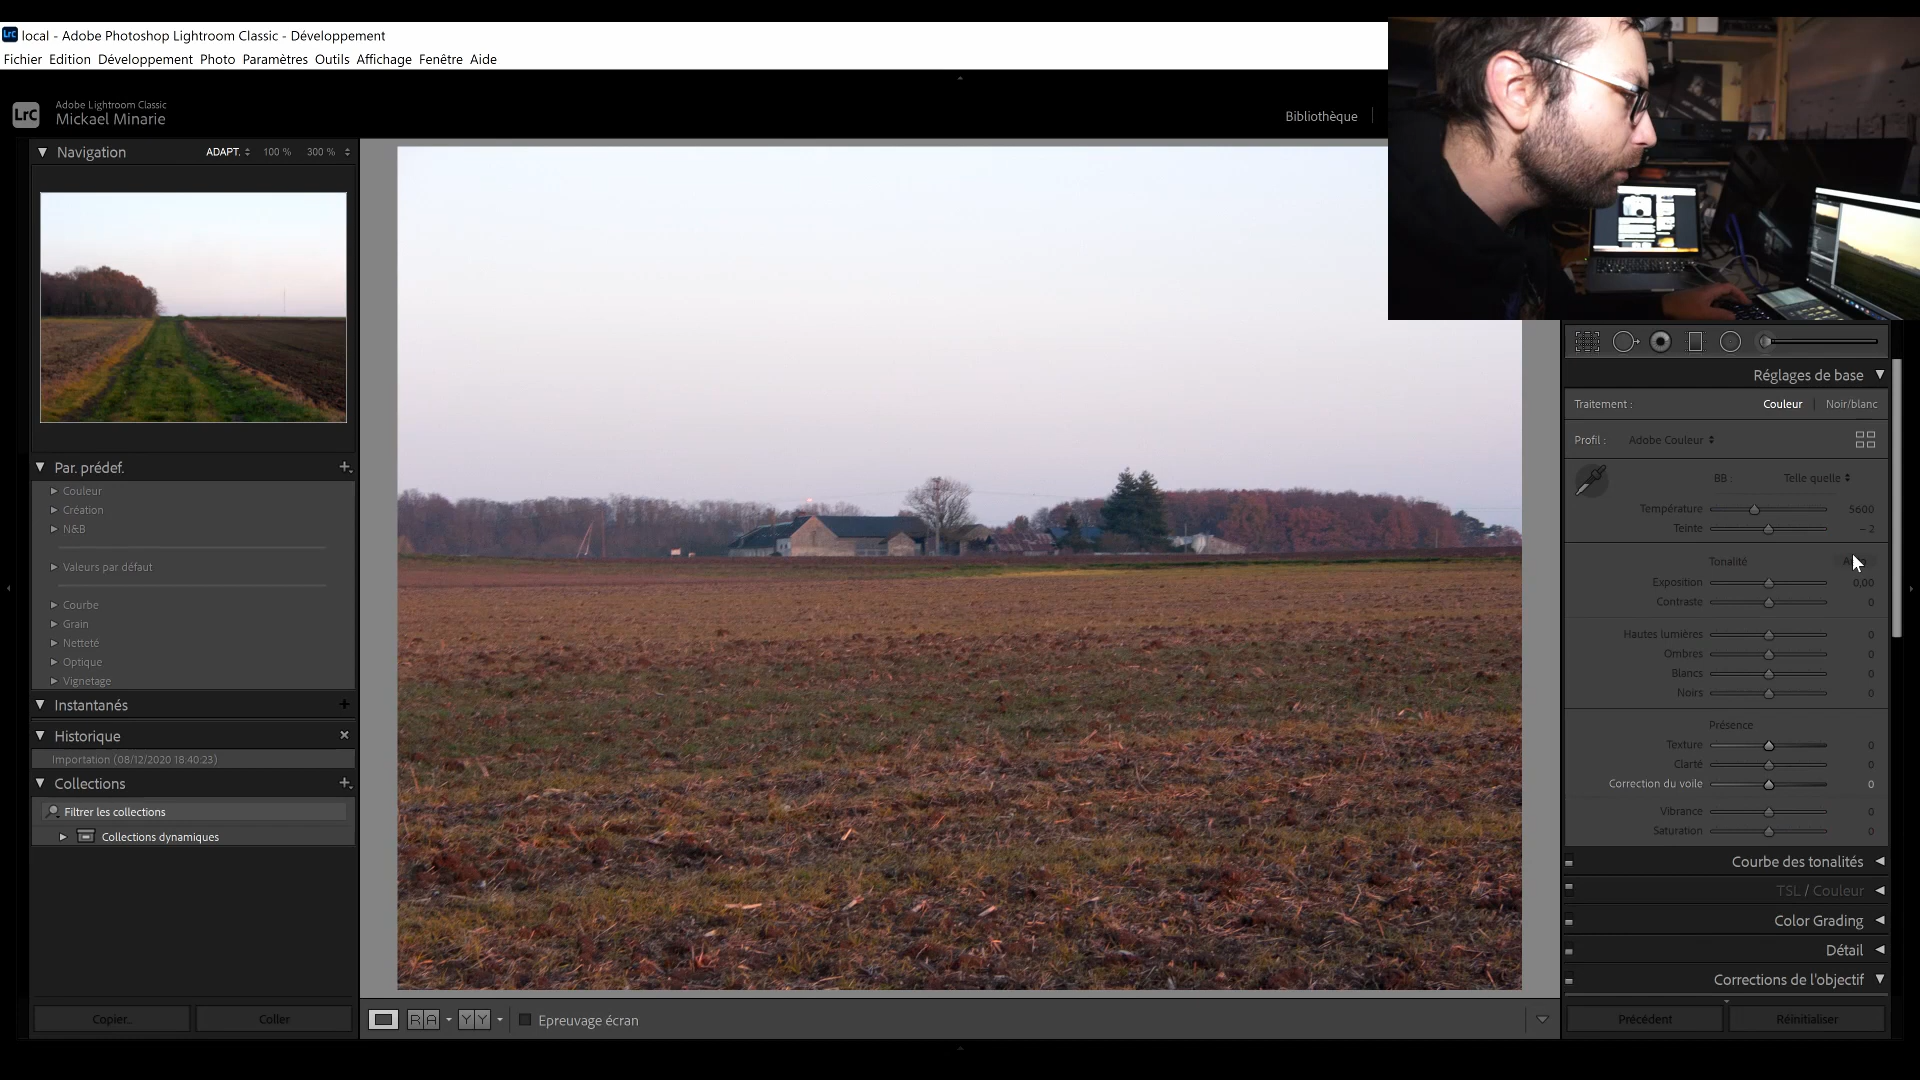 local - Adobe Photoshop Lightroom Classic - Développement
Fichier Edition Développement Photo Paramètres Outils Affichage Fenêtre Aide
LrC
Adobe Lightroom Classic
Mickael Minarie
Bibliothèque
Navigation
ADAPT.
100 %
300 %
Réglages de base
Traitement :
Couleur
Noir/blanc
Profil :
Adobe Couleur
Par. prédef.
Couleur
Création
N&B
Valeurs par défaut
Courbe
Grain
Netteté
Optique
Vignetage
BB :
Telle quelle
Température
5600
Teinte
– 2
Tonalité
Exposition
0,00
Contraste
0
Hautes lumières
0
Ombres
0
Blancs
0
Noirs
0
Présence
Texture
0
Clarté
0
Correction du voile
0
Vibrance
0
Saturation
0
Instantanés
Historique
Importation (08/12/2020 18:40:23)
Collections
Filtrer les collections
Collections dynamiques
Courbe des tonalités
TSL / Couleur
Color Grading
Détail
Corrections de l'objectif
Copier...
Coller
R A
Y Y
Epreuvage écran
Précédent
Réinitialiser